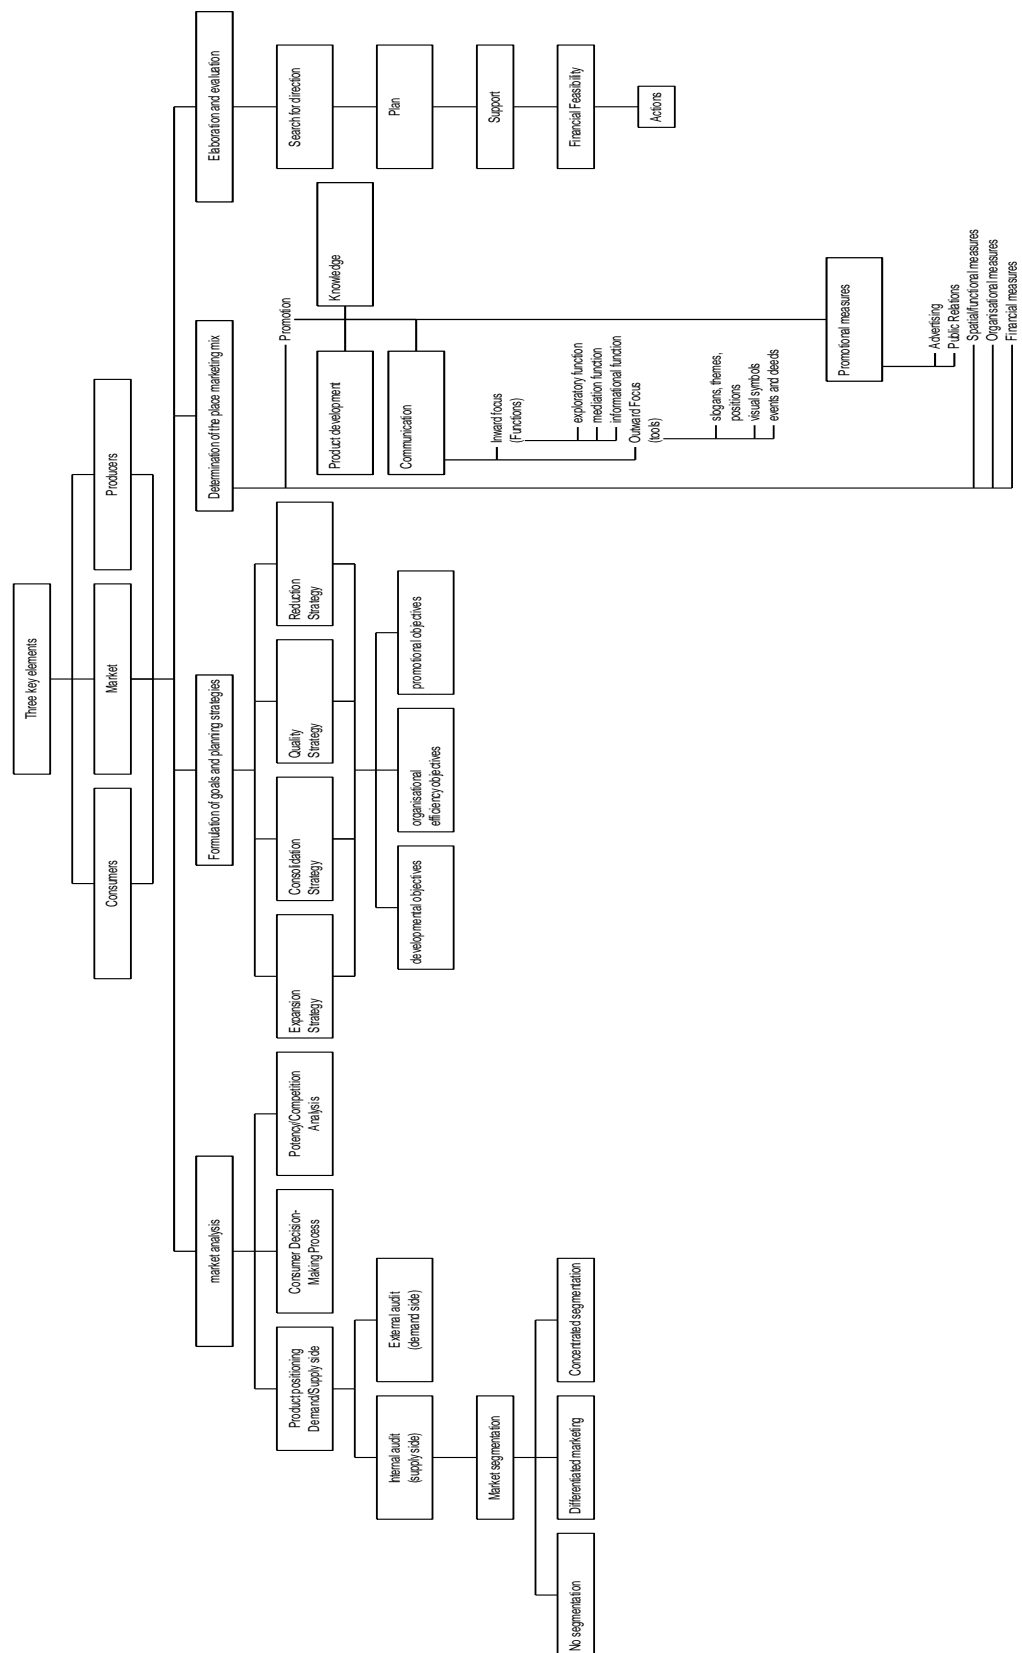 Three key elements
Consumers
Market
Producers
market analysis
Formulation of goals and planning strategies
Determination of the place marketing mix
Elaboration and evaluation
Product positioning
Demand/Supply side
Consumer Decision-
Making Process
Potency/Competition
Analysis
Internal audit
(supply side)
External audit
(demand side)
Market segmentation
No segmentation
Differentiated marketing
Concentrated segmentation
Expansion
Strategy
Consolidation
Strategy
Quality
Strategy
Reduction
Strategy
developmental objectives
organisational
efficiency objectives
promotional objectives
Promotion
Product development
Knowledge
Communication
Inward focus
(Functions)
exploratory function
mediation function
informational function
Outward Focus
(tools)
slogans, themes,
positions
visual symbols
events and deeds
Promotional measures
Advertising
Public Relations
Spatial/functional measures
Organisational measures
Financial measures
Search for direction
Plan
Support
Financial Feasibility
Actions